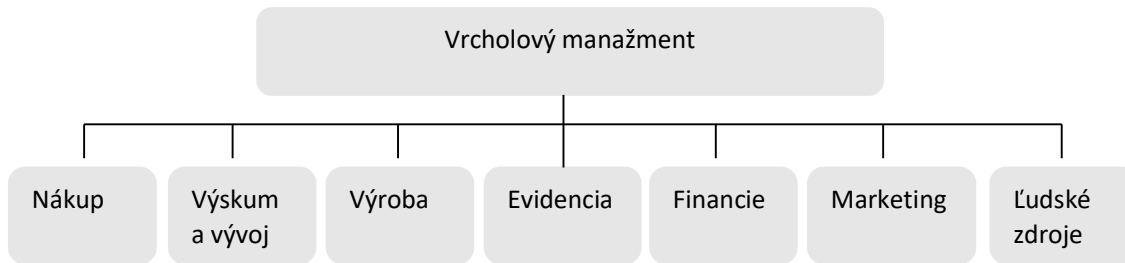 Vrcholový manažment
Nákup
Výskum
a vývoj
Výroba
Evidencia
Financie
Marketing
Ľudské
zdroje